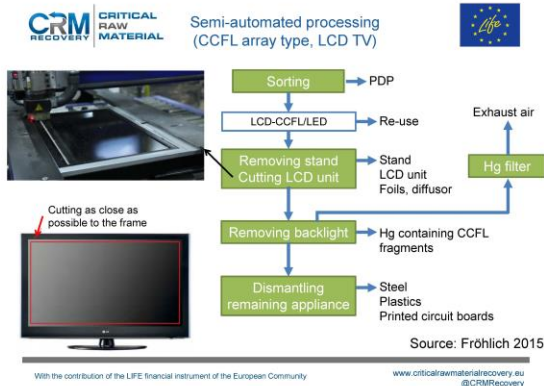 CRM
RECOVERY
CRITICAL
RAW
MATERIAL
Semi-automated processing
(CCFL array type, LCD TV)
Life
Sorting
PDP
LCD-CCFL/LED
Re-use
Exhaust air
Removing stand
Cutting LCD unit
Stand
LCD unit
Foils, diffusor
Hg filter
Cutting as close as
possible to the frame
Removing backlight
Hg containing CCFL
fragments
Dismantling
remaining appliance
Steel
Plastics
Printed circuit boards
Source: Fröhlich 2015
With the contribution of the LIFE financial instrument of the European Community
www.criticalrawmaterialrecovery.eu
@CRMRecovery